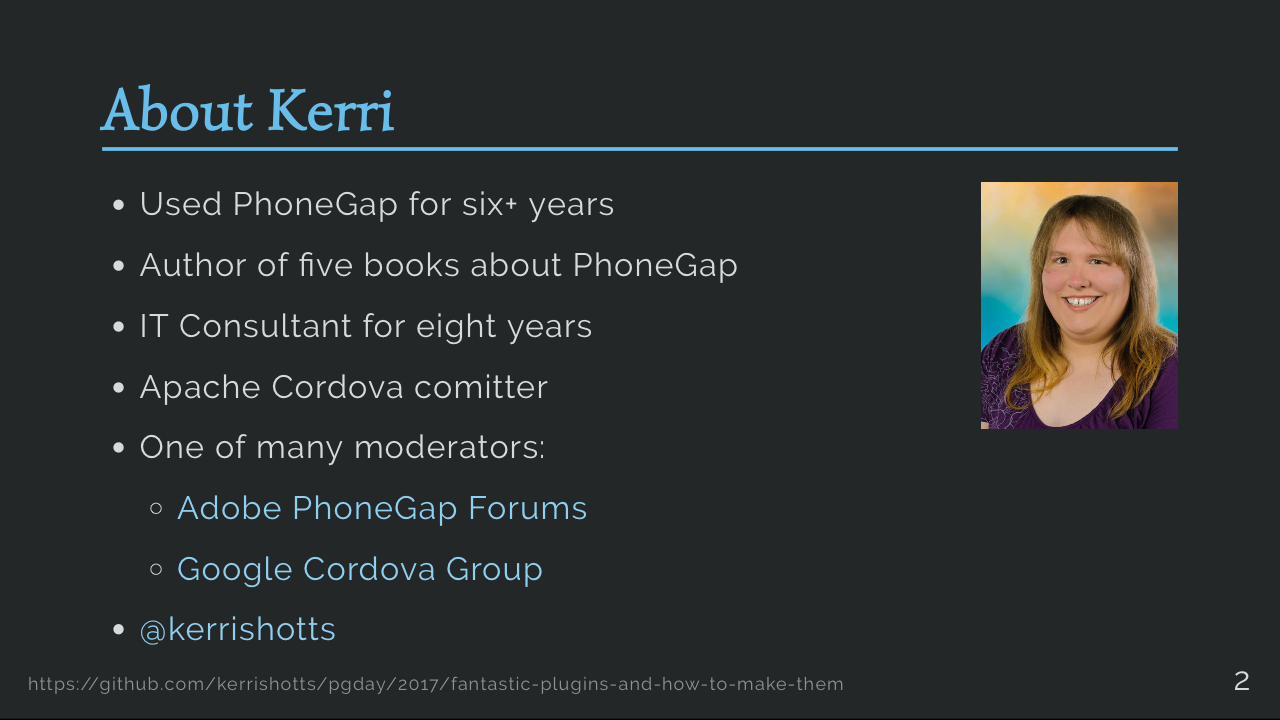 About Kerri
Used PhoneGap for six+ years
Author of five books about PhoneGap
IT Consultant for eight years
Apache Cordova comitter
One of many moderators:
Adobe PhoneGap Forums
Google Cordova Group
@kerrishotts
https://github.com/kerrishotts/pgday/2017/fantastic-plugins-and-how-to-make-them
2